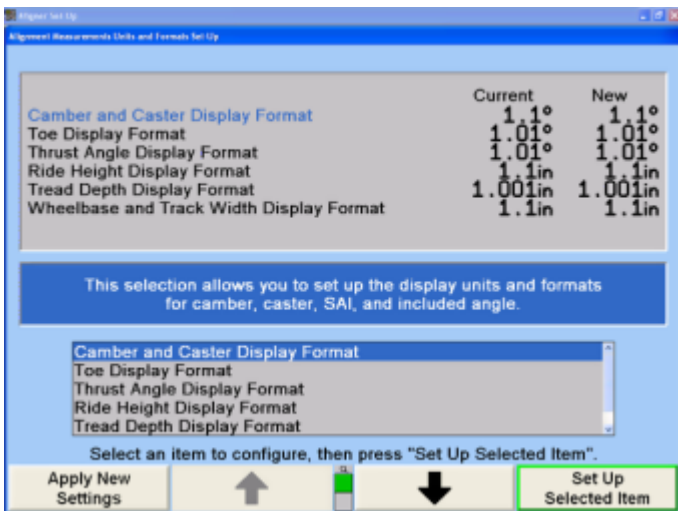 Aligner Set Up
Alignment Measurements Units and Formats Set-Up
Current New
Camber and Caster Display Format 1.1° 1.1°
Toe Display Format 1.01° 1.01°
Thrust Angle Display Format 1.01° 1.01°
Ride Height Display Format 1.1in 1.1in
Tread Depth Display Format 1.001in 1.001in
Wheelbase and Track Width Display Format 1.1in 1.1in
This selection allows you to set up the display units and formats
for camber, caster, SAI, and included angle.
Camber and Caster Display Format
Toe Display Format
Thrust Angle Display Format
Ride Height Display Format
Tread Depth Display Format
Select an item to configure, then press "Set Up Selected Item".
Apply New
Settings
Set Up
Selected Item